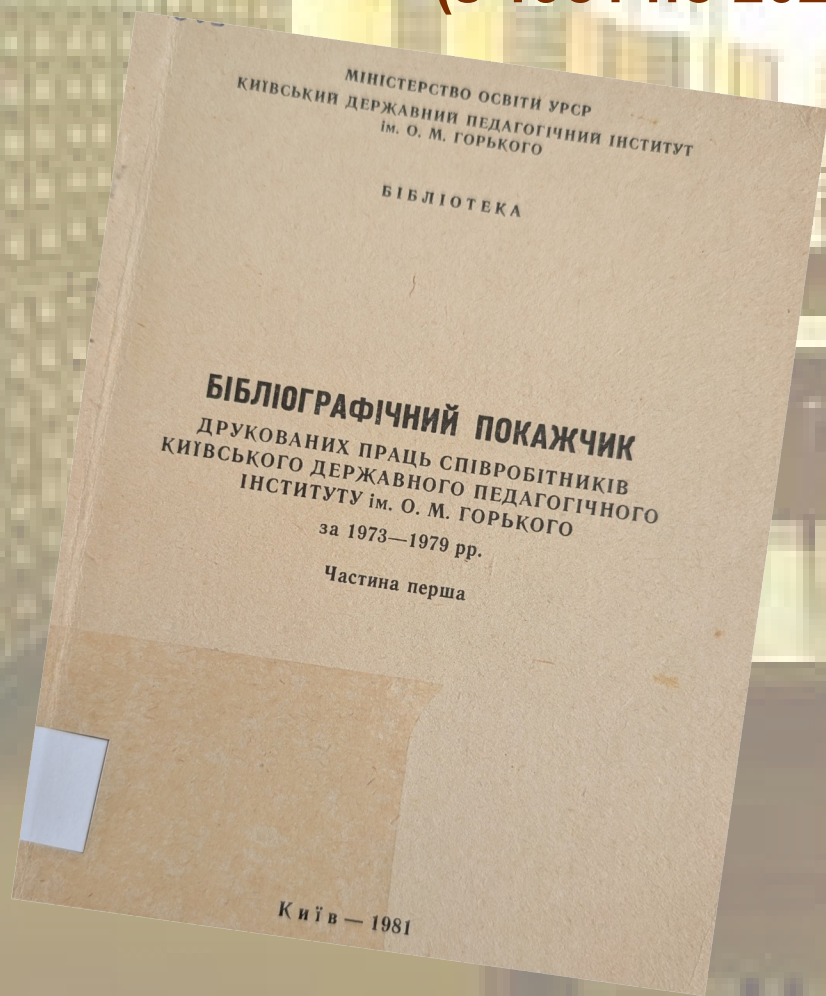 МІНІСТЕРСТВО ОСВІТИ УРСР
КИЇВСЬКИЙ ДЕРЖАВНИЙ ПЕДАГОГІЧНИЙ ІНСТИТУТ
ім. О. М. ГОРЬКОГО
БІБЛІОТЕКА
БІБЛІОГРАФІЧНИЙ ПОКАЖЧИК
ДРУКОВАНИХ ПРАЦЬ СПІВРОБІТНИКІВ
КИЇВСЬКОГО ДЕРЖАВНОГО ПЕДАГОГІЧНОГО
ІНСТИТУТУ ім. О. М. ГОРЬКОГО
за 1973—1979 рр.
Частина перша
Київ — 1981